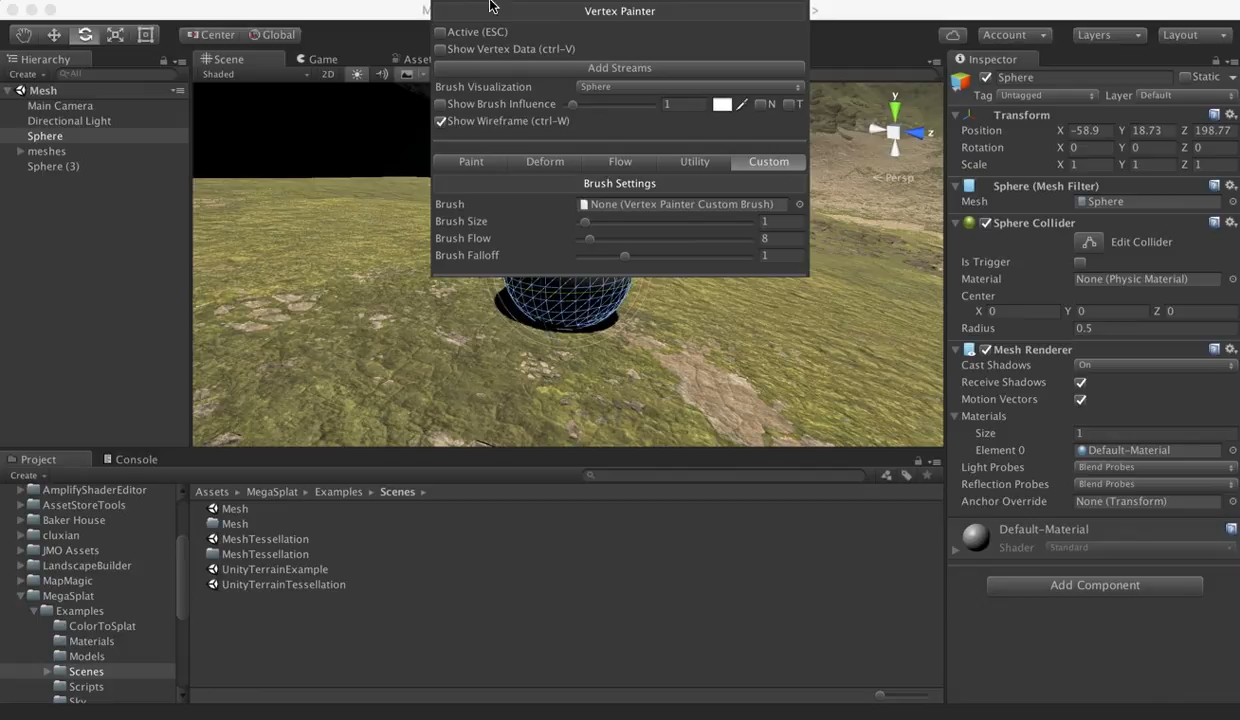 Vertex Painter
Active (ESC)
Show Vertex Data (ctrl-V)
Add Streams
Brush Visualization Sphere
Show Brush Influence 1 N T
Show Wireframe (ctrl-W)
Paint Deform Flow Utility Custom
Brush Settings
Brush None (Vertex Painter Custom Brush)
Brush Size 1
Brush Flow 8
Brush Falloff 1
Center Global
Account Layers Layout
Hierarchy
Create All
Mesh
Main Camera
Directional Light
Sphere
meshes
Sphere (3)
Scene Game Asset
Shaded 2D
y
z
Persp
Inspector
Sphere Static
Tag Untagged Layer Default
Transform
Position X -58.9 Y 18.73 Z 198.77
Rotation X 0 Y 0 Z 0
Scale X 1 Y 1 Z 1
Sphere (Mesh Filter)
Mesh Sphere
Sphere Collider
Edit Collider
Is Trigger
Material None (Physic Material)
Center
X 0 Y 0 Z 0
Radius 0.5
Mesh Renderer
Cast Shadows On
Receive Shadows
Motion Vectors
Materials
Size 1
Element 0 Default-Material
Light Probes Blend Probes
Reflection Probes Blend Probes
Anchor Override None (Transform)
Default-Material
Shader Standard
Add Component
Project Console
Create
AmplifyShaderEditor
AssetStoreTools
Baker House
cluxian
JMO Assets
LandscapeBuilder
MapMagic
MegaSplat
Examples
ColorToSplat
Materials
Models
Scenes
Scripts
Assets MegaSplat Examples Scenes
Mesh
Mesh
MeshTessellation
MeshTessellation
UnityTerrainExample
UnityTerrainTessellation